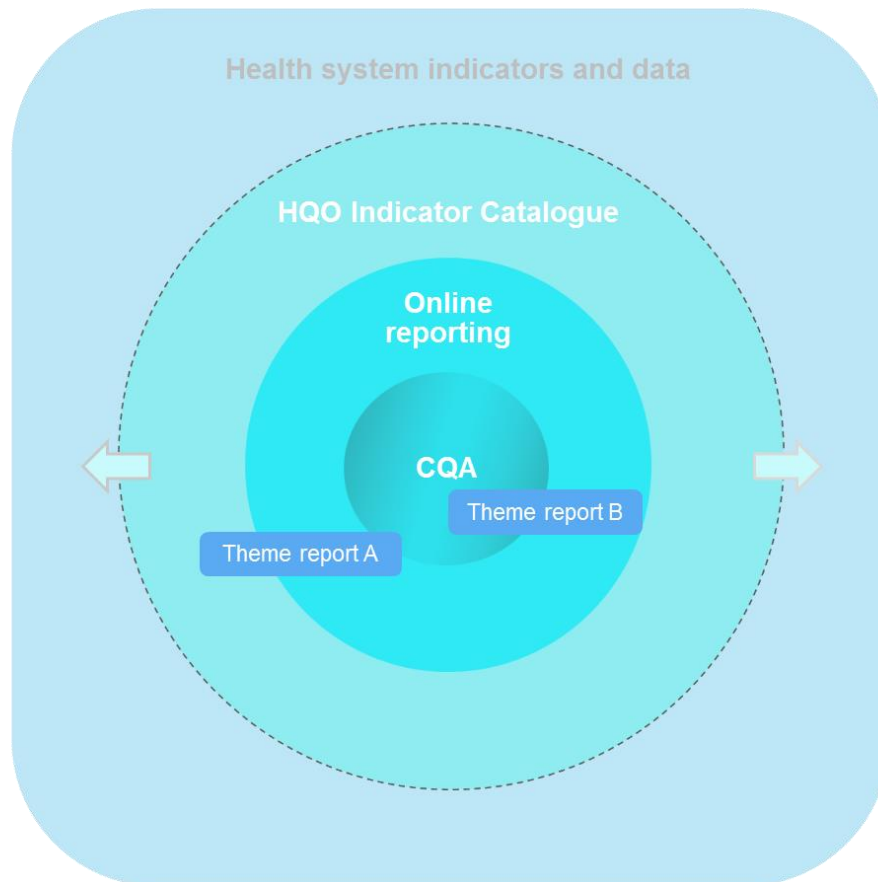 Health system indicators and data
HQO Indicator Catalogue
Online
reporting
CQA
Theme report B
Theme report A